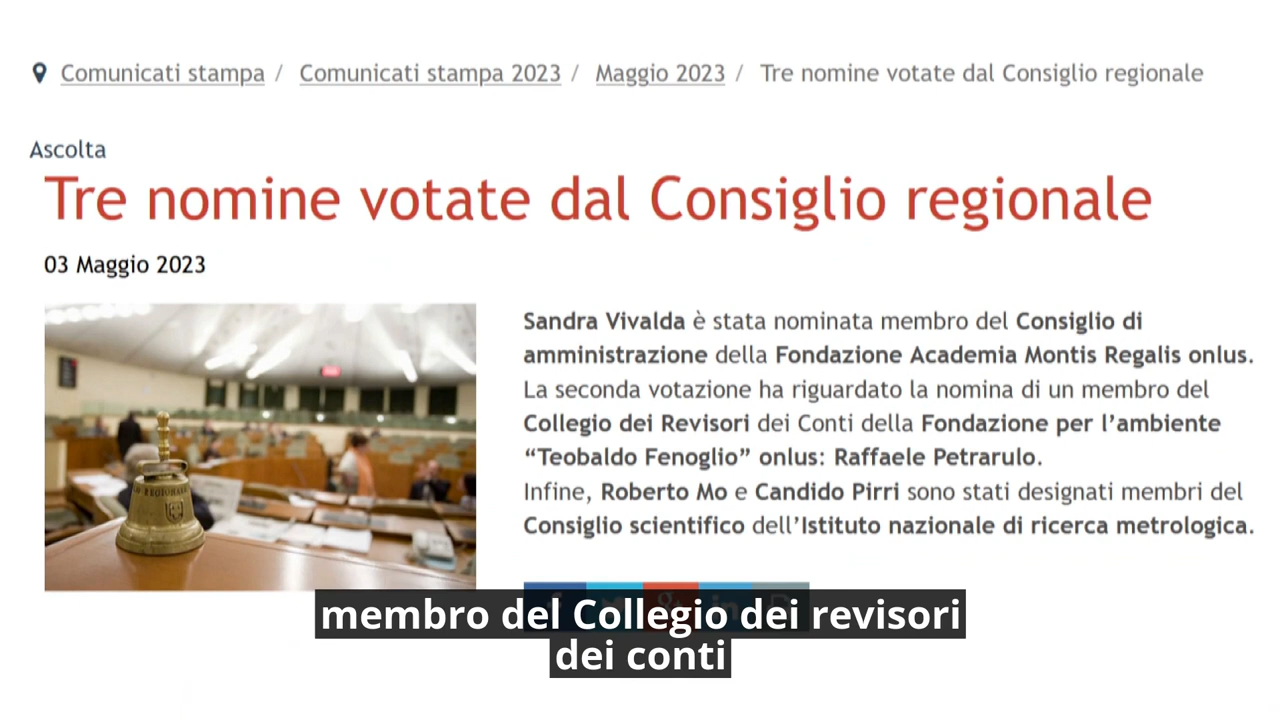 Comunicati stampa / Comunicati stampa 2023 / Maggio 2023 / Tre nomine votate dal Consiglio regionale
Ascolta
Tre nomine votate dal Consiglio regionale
03 Maggio 2023
Sandra Vivalda è stata nominata membro del Consiglio di
amministrazione della Fondazione Academia Montis Regalis onlus.
La seconda votazione ha riguardato la nomina di un membro del
Collegio dei Revisori dei Conti della Fondazione per l’ambiente
“Teobaldo Fenoglio” onlus: Raffaele Petrarulo.
Infine, Roberto Mo e Candido Pirri sono stati designati membri del
Consiglio scientifico dell’Istituto nazionale di ricerca metrologica.
membro del Collegio dei revisori
dei conti